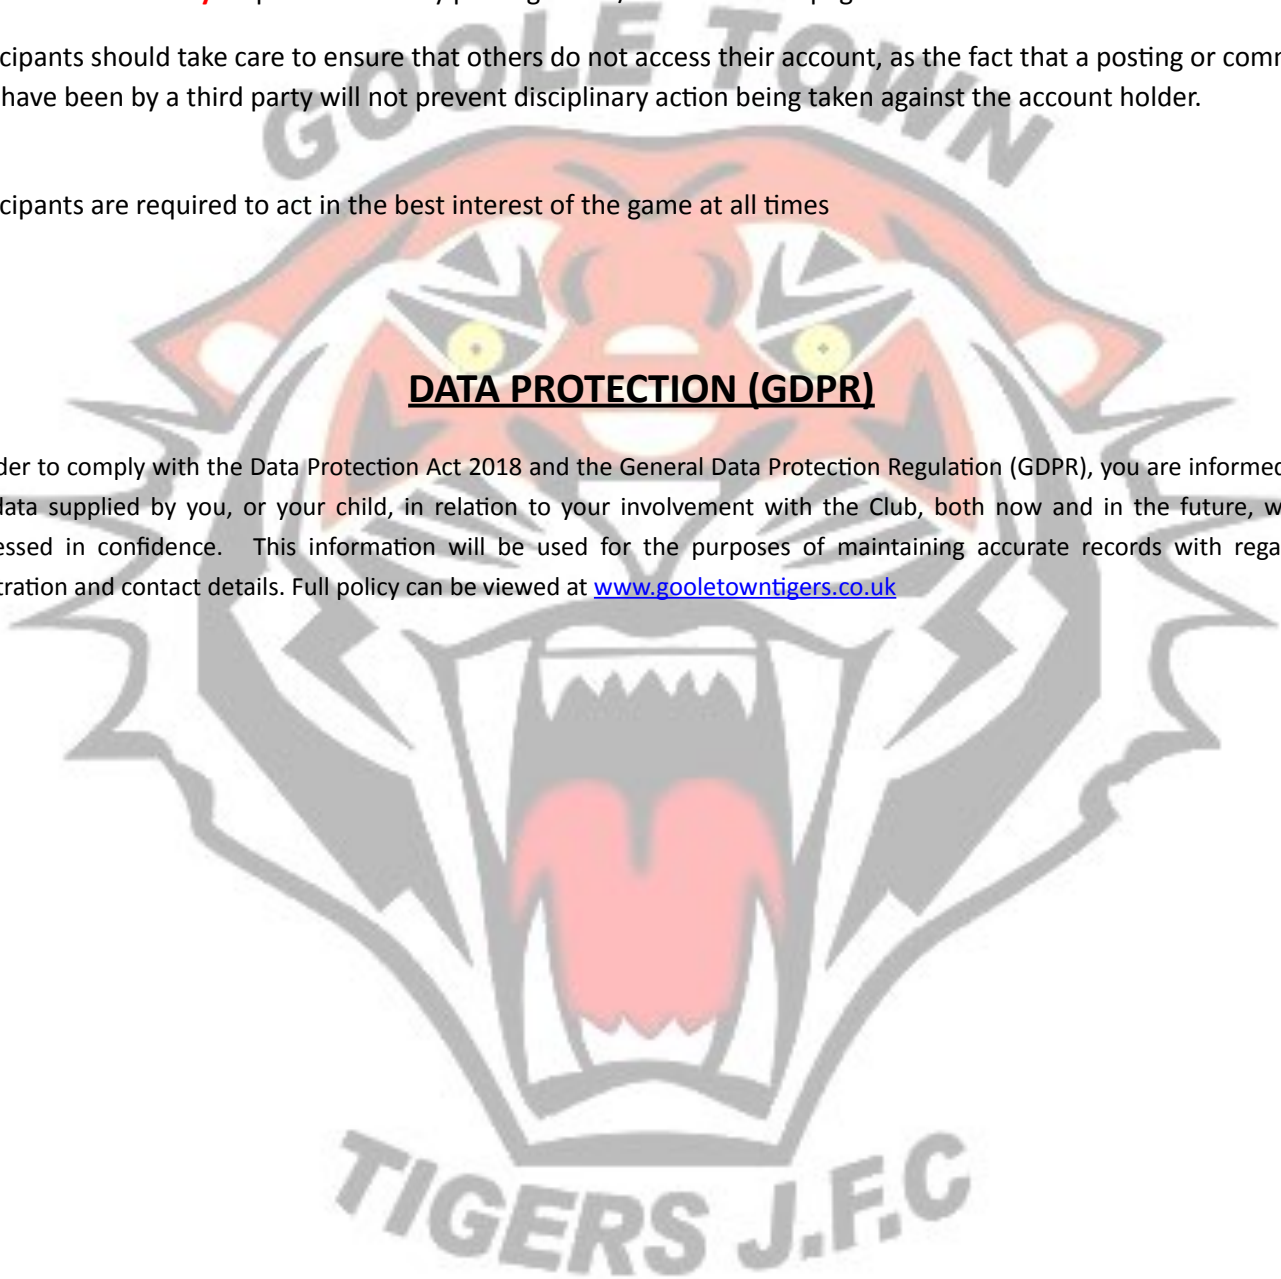 GOOLE TOWN
cipants should take care to ensure that others do not access their account, as the fact that a posting or comm
have been by a third party will not prevent disciplinary action being taken against the account holder.
cipants are required to act in the best interest of the game at all times
DATA PROTECTION (GDPR)
der to comply with the Data Protection Act 2018 and the General Data Protection Regulation (GDPR), you are informed
data supplied by you, or your child, in relation to your involvement with the Club, both now and in the future, w
essed in confidence. This information will be used for the purposes of maintaining accurate records with rega
tration and contact details. Full policy can be viewed at www.gooletowntigers.co.uk
TIGERS J.F.C